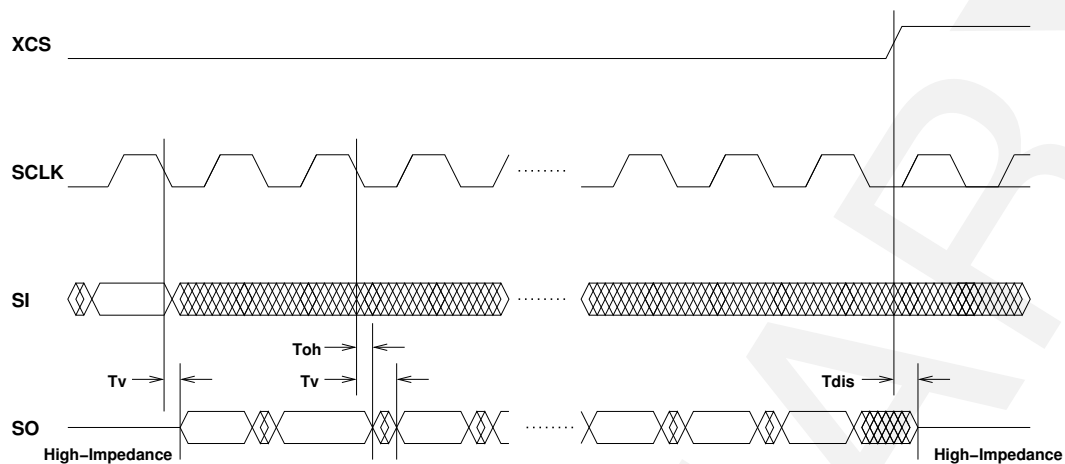 XCS
SCLK
SI
Toh
Tv
Tv
Tdis
SO
High–Impedance
High–Impedance